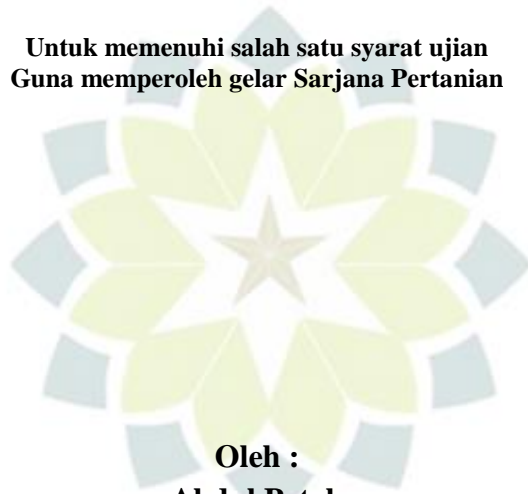 Untuk memenuhi salah satu syarat ujian
Guna memperoleh gelar Sarjana Pertanian
Oleh :